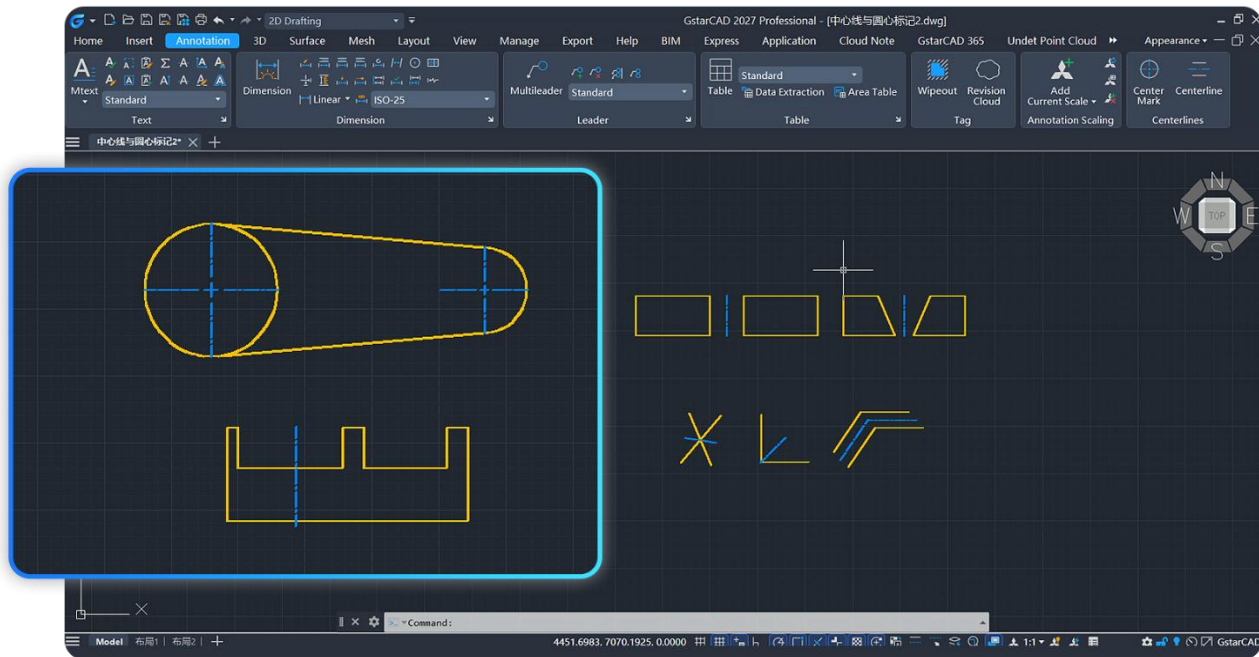 2D Drafting
GstarCAD 2027 Professional - [中心线与圆心标记2.dwg]
Home Insert Annotation 3D Surface Mesh Layout View Manage Export Help BIM Express Application Cloud Note GstarCAD 365 Undet Point Cloud Appearance
Mtext
Standard
Text
Dimension
Linear
ISO-25
Dimension
Multileader
Standard
Leader
Table
Standard
Data Extraction
Area Table
Table
Wipeout
Revision
Cloud
Tag
Add
Current Scale
Annotation Scaling
Center
Mark
Centerline
Centerlines
中心线与圆心标记2*
N
W TOP E
S
X
Command:
Model 布局1 布局2
4451.6983, 7070.1925, 0.0000
1:1
GstarCAD